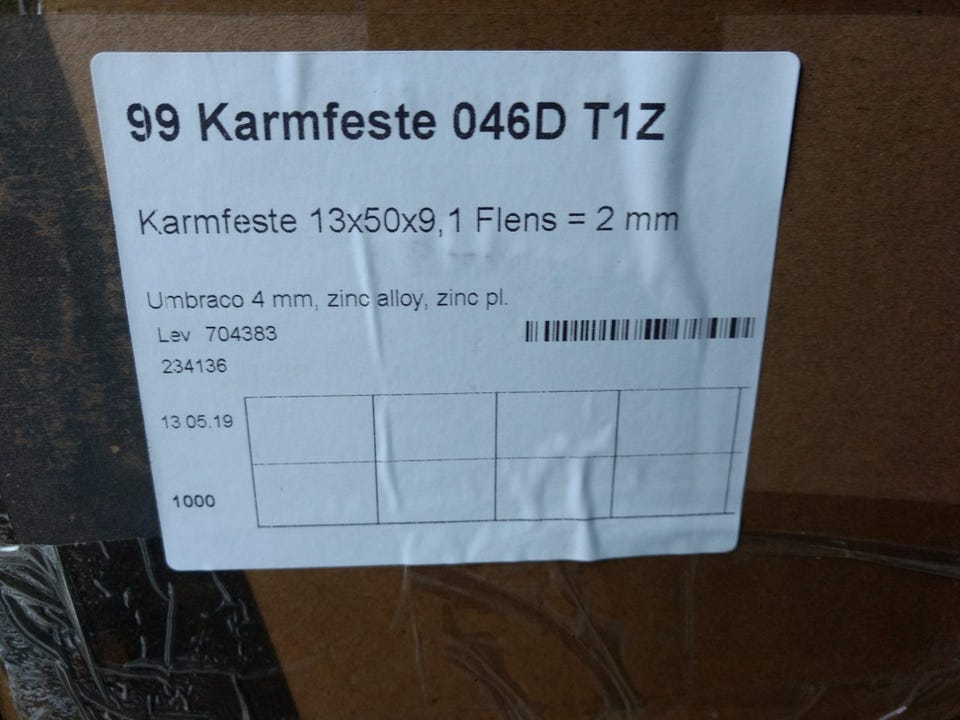 99 Karmfeste 046D T1Z
Karmfeste 13x50x9,1 Flens = 2 mm
Umbraco 4 mm, zinc alloy, zinc pl.
Lev 704383
234136
13.05.19
1000